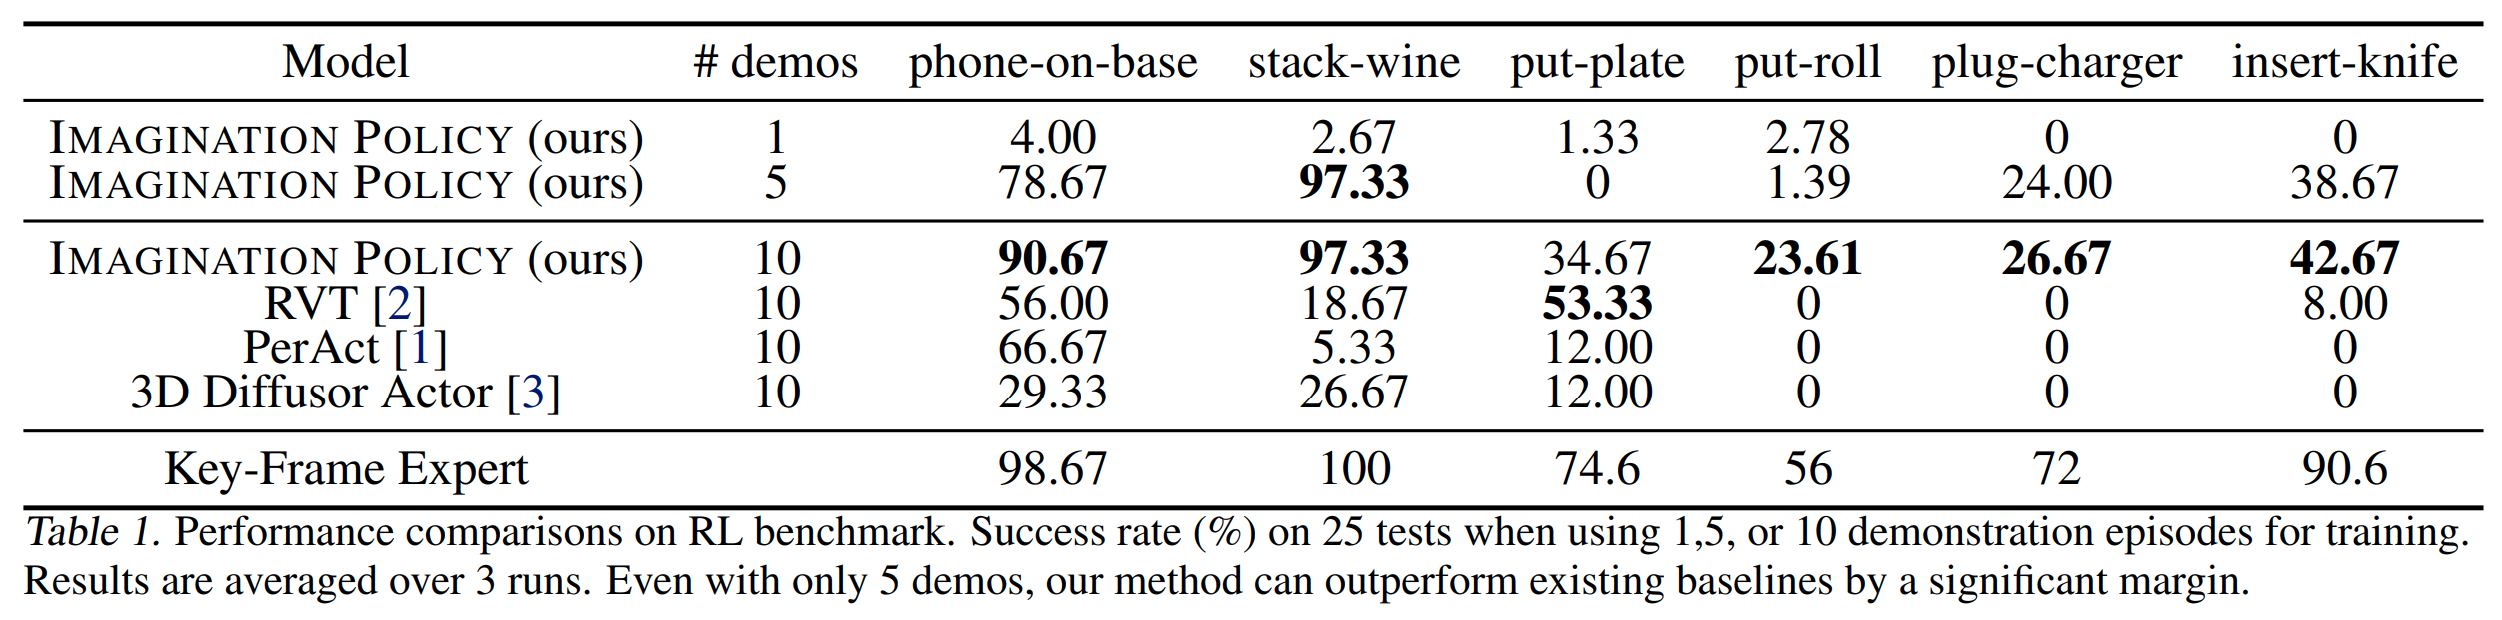 Model # demos phone-on-base stack-wine put-plate put-roll plug-charger insert-knife
IMAGINATION POLICY (ours) 1 4.00 2.67 1.33 2.78 0 0
IMAGINATION POLICY (ours) 5 78.67 97.33 0 1.39 24.00 38.67
IMAGINATION POLICY (ours) 10 90.67 97.33 34.67 23.61 26.67 42.67
RVT [2] 10 56.00 18.67 53.33 0 0 8.00
PerAct [1] 10 66.67 5.33 12.00 0 0 0
3D Diffusor Actor [3] 10 29.33 26.67 12.00 0 0 0
Key-Frame Expert 98.67 100 74.6 56 72 90.6
Table 1. Performance comparisons on RL benchmark. Success rate (%) on 25 tests when using 1,5, or 10 demonstration episodes for training.
Results are averaged over 3 runs. Even with only 5 demos, our method can outperform existing baselines by a significant margin.